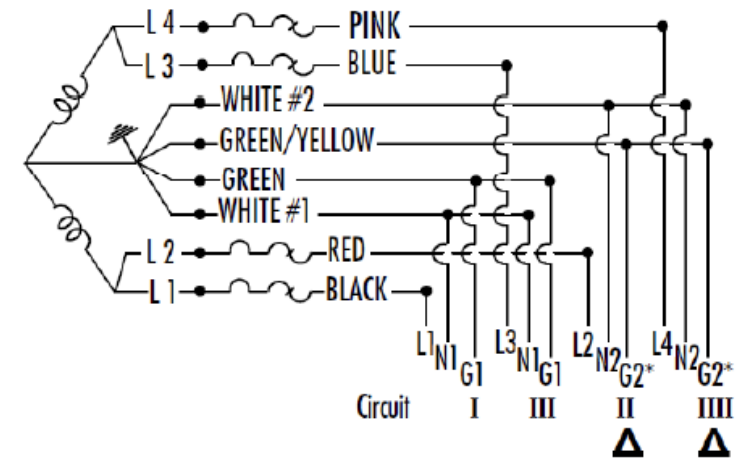 L 4 PINK
L 3 BLUE
WHITE #2
GREEN/YELLOW
GREEN
WHITE #1
L 2 RED
L 1 BLACK
L1 N1 G1 L3 N1 G1 L2 N2 G2* L4 N2 G2*
Circuit I III II IIII
Δ Δ